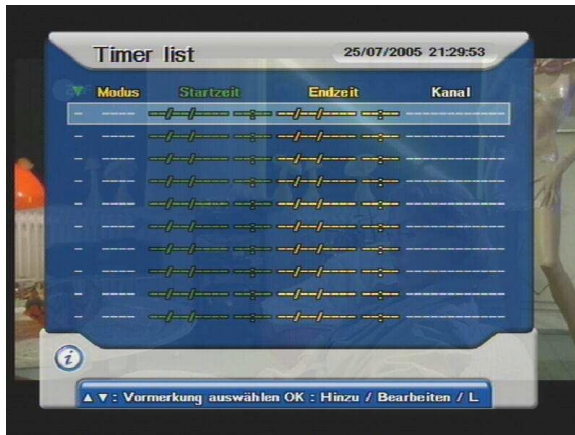 Timer list 25/07/2005 21:29:53
▼ Modus Startzeit Endzeit Kanal
- ---- --/--/---- --:-- --/--/---- --:-- --------------
- ---- --/--/---- --:-- --/--/---- --:-- --------------
- ---- --/--/---- --:-- --/--/---- --:-- --------------
- ---- --/--/---- --:-- --/--/---- --:-- --------------
- ---- --/--/---- --:-- --/--/---- --:-- --------------
- ---- --/--/---- --:-- --/--/---- --:-- --------------
- ---- --/--/---- --:-- --/--/---- --:-- --------------
- ---- --/--/---- --:-- --/--/---- --:-- --------------
- ---- --/--/---- --:-- --/--/---- --:-- --------------
- ---- --/--/---- --:-- --/--/---- --:-- --------------
i
▲ ▼ : Vormerkung auswählen OK : Hinzu / Bearbeiten / L